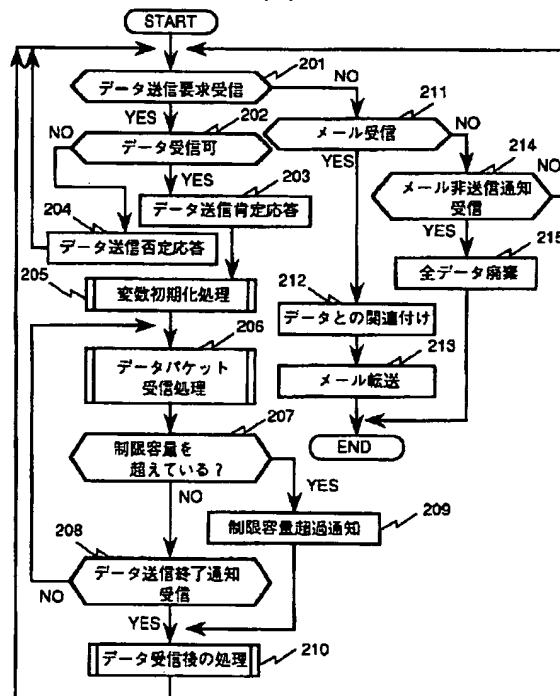 START
データ送信要求受信
201
NO
YES
202
211
NO
データ受信可
メール受信
NO
YES
203
YES
214
NO
204
データ送信肯定応答
メール非送信通知
受信
データ送信否定応答
YES
215
205
変数初期化処理
212
全データ廃棄
206
データとの関連付け
データパケット
受信処理
213
メール転送
207
END
制限容量を
超えている?
YES
NO
209
208
制限容量超過通知
データ送信終了通知
受信
NO
YES
データ受信後の処理
210